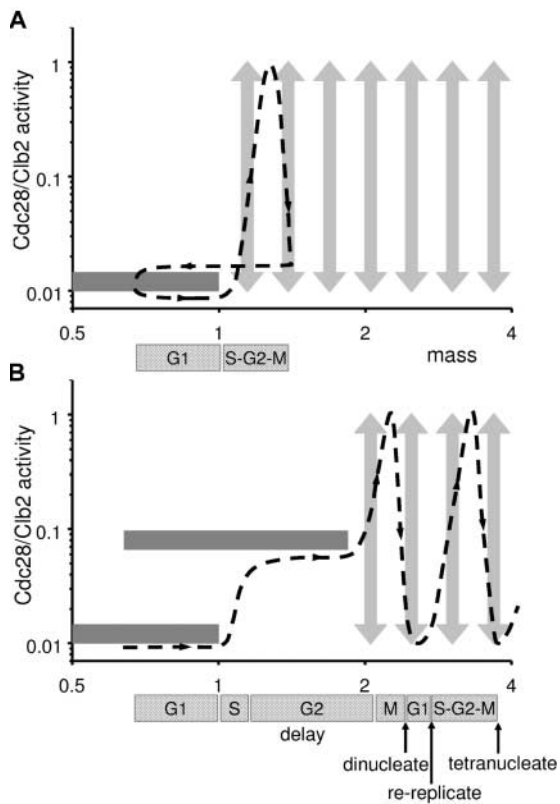 A
Cdc28/Clb2 activity
1
0.1
0.01
0.5
1
2
4
mass
G1
S-G2-M
B
Cdc28/Clb2 activity
1
0.1
0.01
0.5
1
2
4
G1
S
G2
M
G1
S-G2-M
delay
dinucleate
tetranucleate
re-replicate